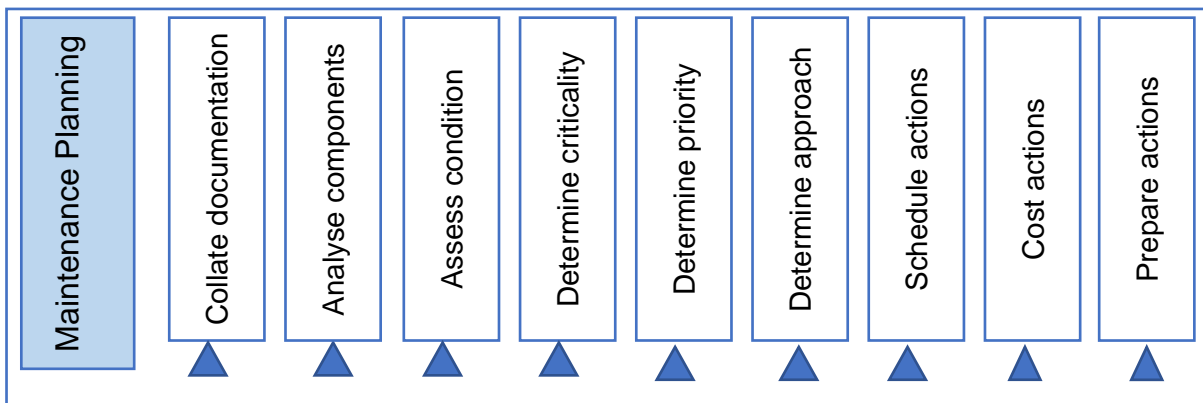 Maintenance Planning
Collate documentation
Analyse components
Assess condition
Determine criticality
Determine priority
Determine approach
Schedule actions
Cost actions
Prepare actions